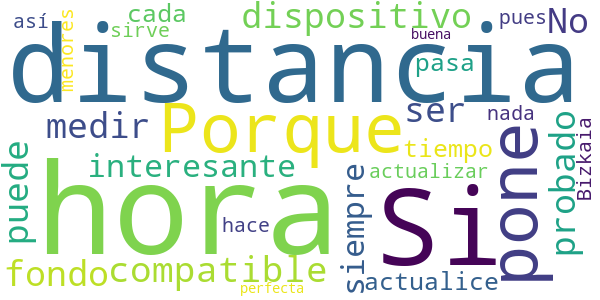 así
cada
sirve
menores
dispositivo
buena
pues
No
distancia
pasa
medir
Porque
ser
nada
pone
probado
Bizkaia
puede
interesante
tiempo
actualizar
hora
hace
siempre
Si
fondo
compatible
actualice
perfecta